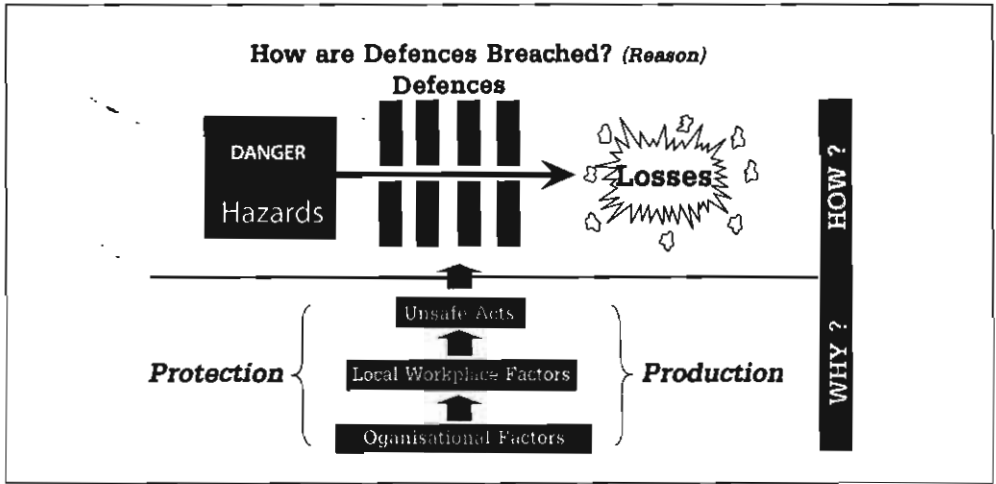 How are Defences Breached? (Reason)
Defences
DANGER
Hazards
Losses
HOW ?
Unsafe Acts
Protection
Local Workplace Factors
Production
WHY ?
Oganisational Factors